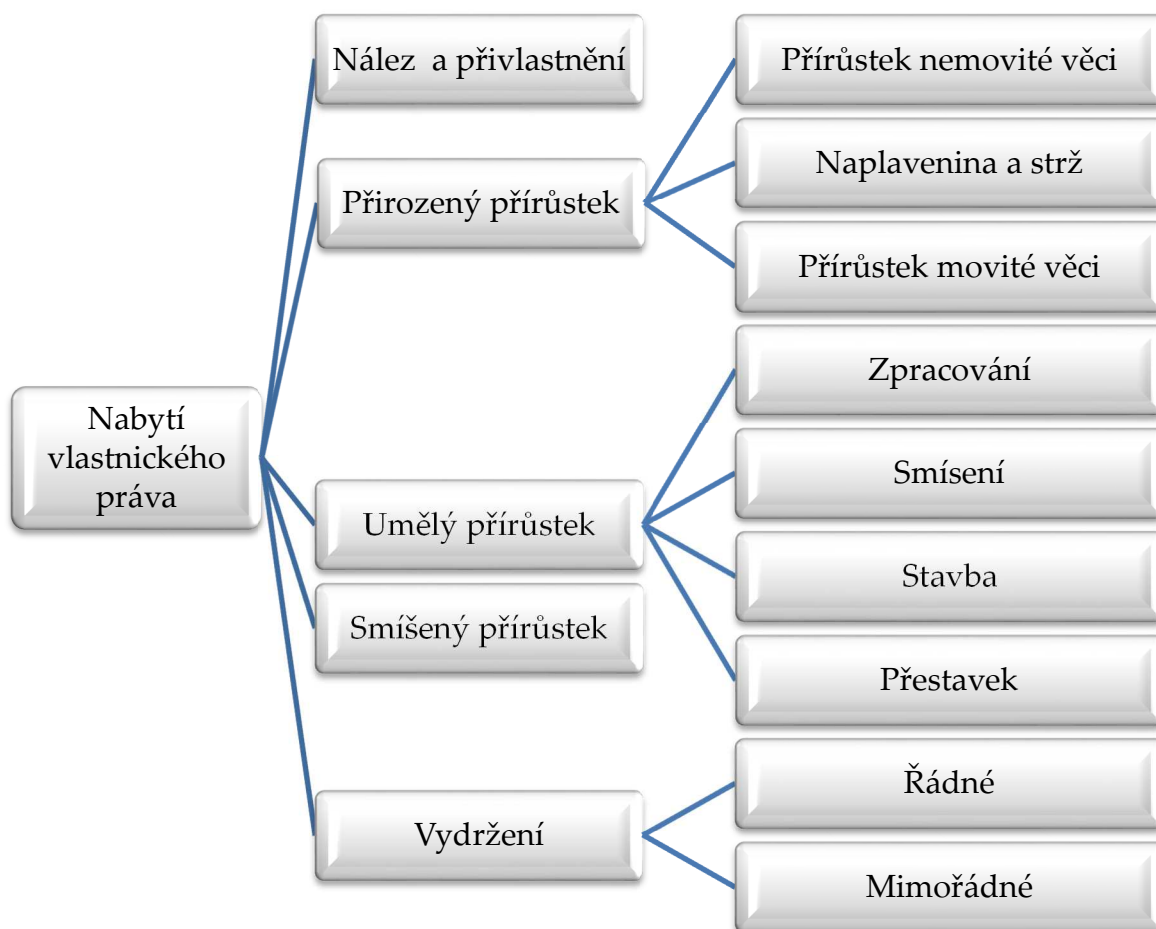 Nabytí
vlastnického
práva
Nález a přivlastnění
Přirozený přírůstek
Přírůstek nemovité věci
Naplavenina a strž
Přírůstek movité věci
Umělý přírůstek
Zpracování
Smísení
Stavba
Přestavek
Smíšený přírůstek
Vydržení
Řádné
Mimořádné